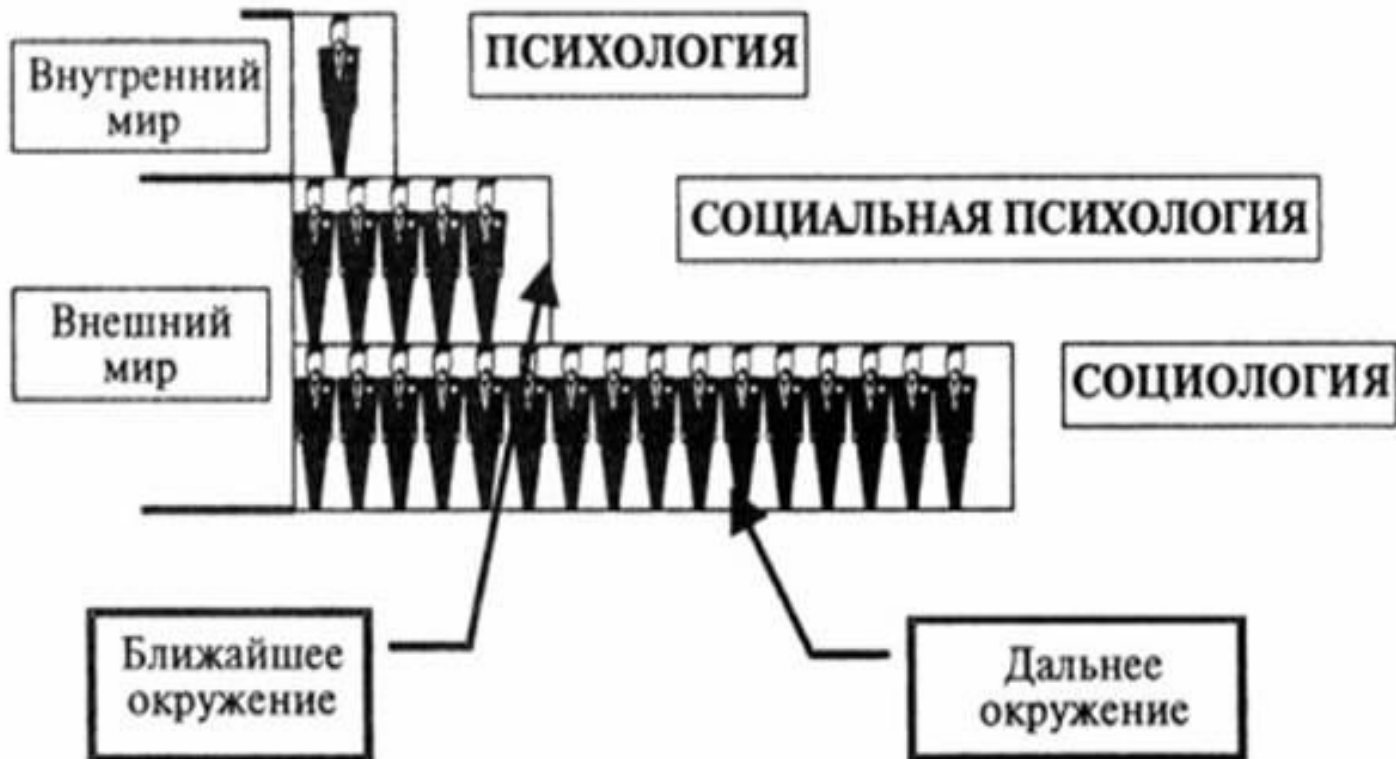 ПСИХОЛОГИЯ
Внутренний
мир
СОЦИАЛЬНАЯ ПСИХОЛОГИЯ
Внешний
мир
СОЦИОЛОГИЯ
Ближайшее
окружение
Дальнее
окружение